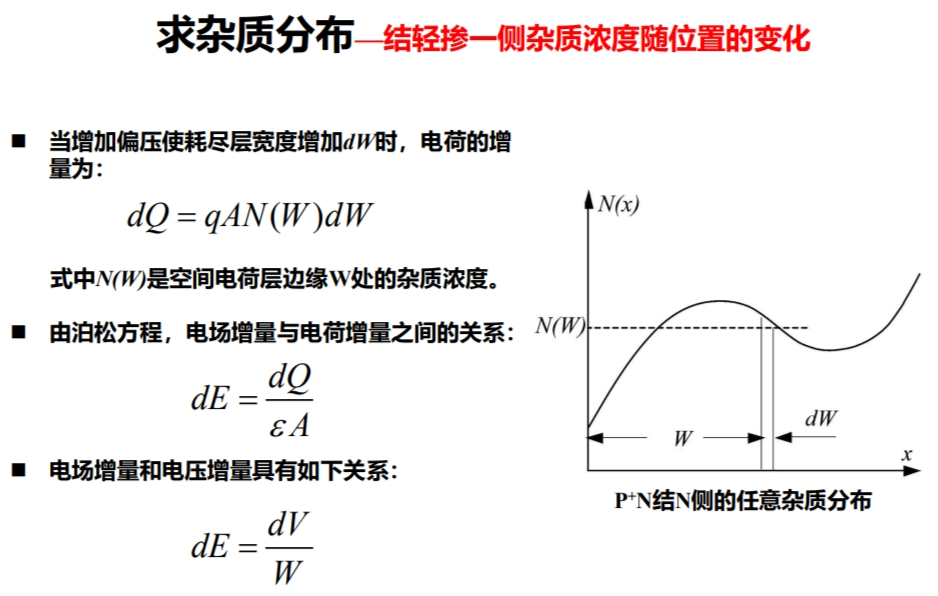 求杂质分布—结轻掺一侧杂质浓度随位置的变化
■ 当增加偏压使耗尽层宽度增加dW时，电荷的增
量为：
dQ = qAN(W)dW
式中N(W)是空间电荷层边缘W处的杂质浓度。
■ 由泊松方程，电场增量与电荷增量之间的关系：
dE = dQ / εA
■ 电场增量和电压增量具有如下关系：
dE = dV / W
N(x)
N(W)
dW
W
x
P⁺N结N侧的任意杂质分布